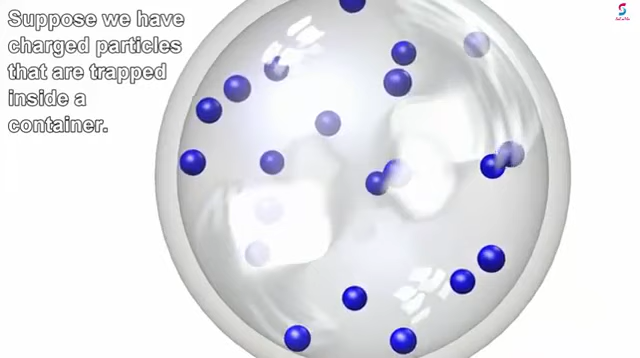 Suppose we have
charged particles
that are trapped
inside a
container.